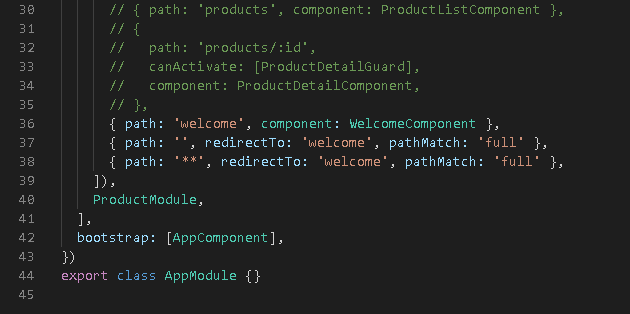 30 // { path: 'products', component: ProductListComponent },
31 // {
32 //   path: 'products/:id',
33 //   canActivate: [ProductDetailGuard],
34 //   component: ProductDetailComponent,
35 // },
36 { path: 'welcome', component: WelcomeComponent },
37 { path: '', redirectTo: 'welcome', pathMatch: 'full' },
38 { path: '**', redirectTo: 'welcome', pathMatch: 'full' },
39 ]),
40 ProductModule,
41 ],
42 bootstrap: [AppComponent],
43 })
44 export class AppModule {}
45